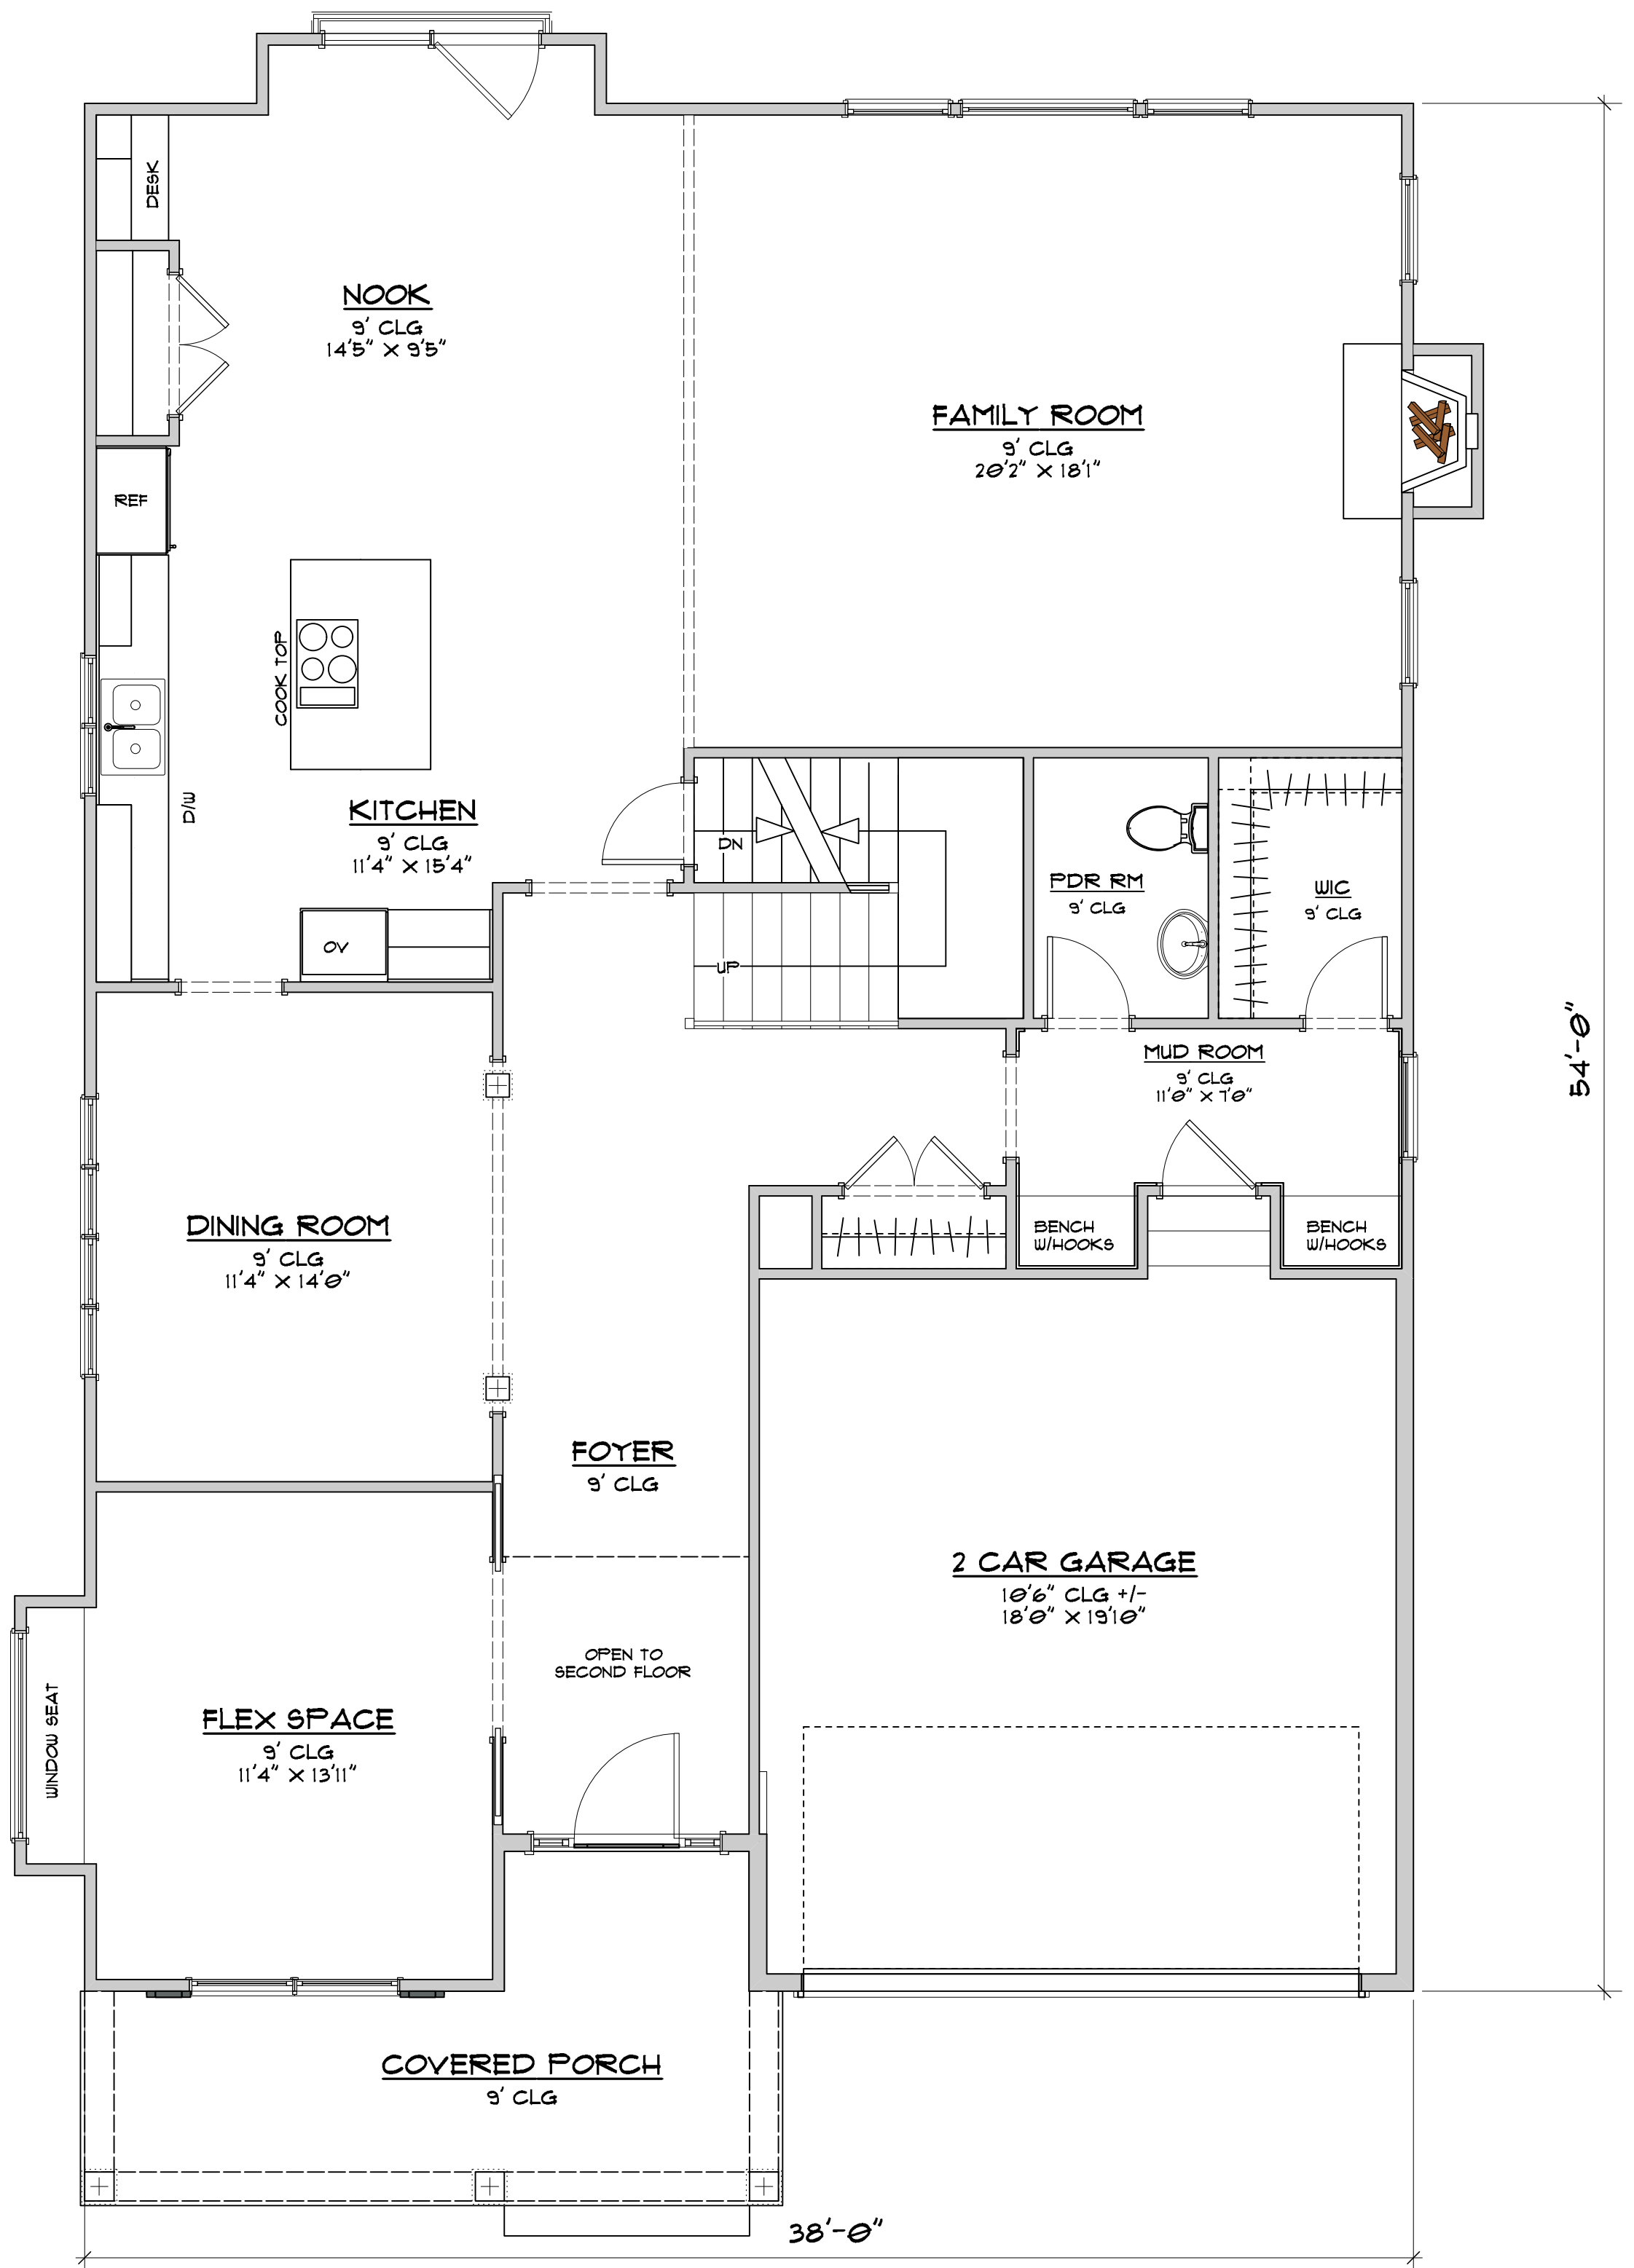 DESK
NOOK
9' CLG
14'5" X 9'5"
FAMILY ROOM
9' CLG
20'2" X 18'1"
REF
COOK TOP
D/W
KITCHEN
9' CLG
11'4" X 15'4"
DN
PDR RM
9' CLG
WIC
9' CLG
OV
UP
54'-0"
MUD ROOM
9' CLG
11'0" X 7'0"
DINING ROOM
9' CLG
11'4" X 14'0"
BENCH
W/HOOKS
BENCH
W/HOOKS
FOYER
9' CLG
2 CAR GARAGE
10'6" CLG +/-
18'0" X 19'10"
OPEN TO
SECOND FLOOR
WINDOW SEAT
FLEX SPACE
9' CLG
11'4" X 13'11"
COVERED PORCH
9' CLG
38'-0"